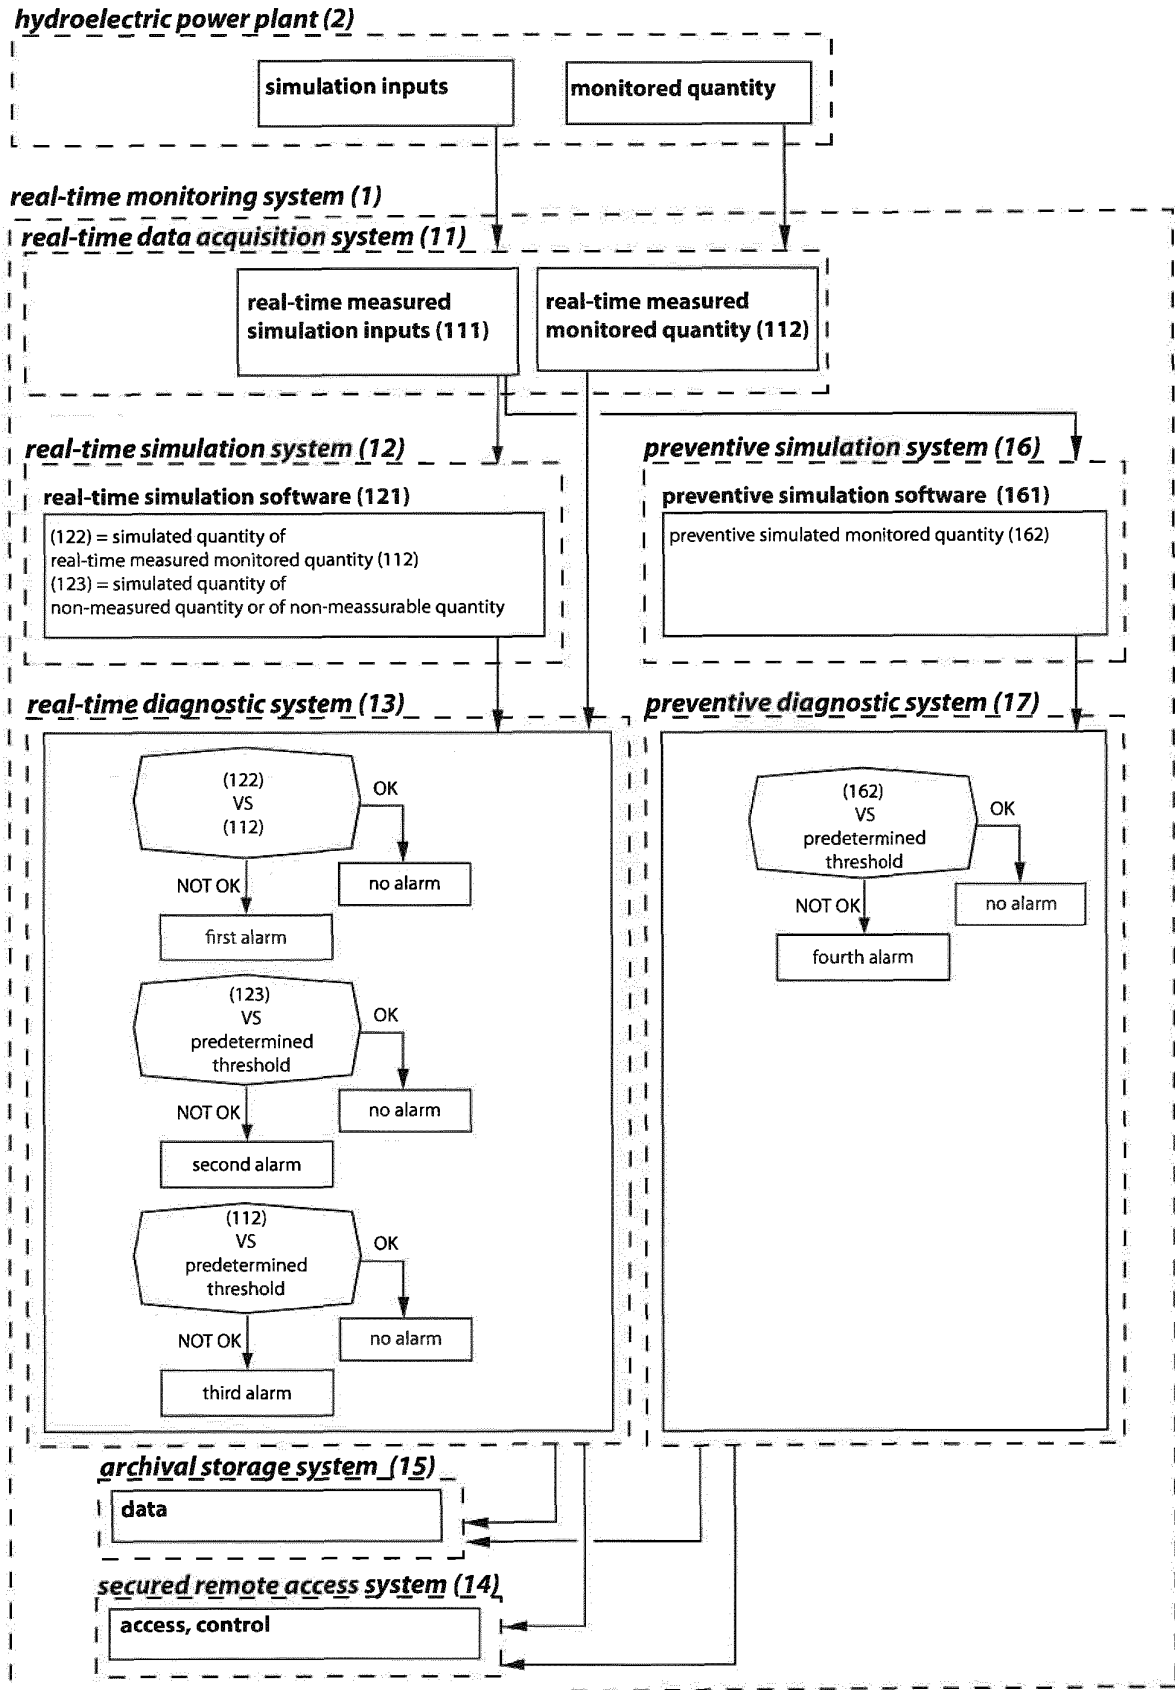 hydroelectric power plant (2)
simulation inputs
monitored quantity
real-time monitoring system (1)
real-time data acquisition system (11)
real-time measured
simulation inputs (111)
real-time measured
monitored quantity (112)
real-time simulation system (12)
real-time simulation software (121)
(122) = simulated quantity of
real-time measured monitored quantity (112)
(123) = simulated quantity of
non-measured quantity or of non-meassurable quantity
preventive simulation system (16)
preventive simulation software (161)
preventive simulated monitored quantity (162)
real-time diagnostic system (13)
(122)
VS
(112)
OK
no alarm
NOT OK
first alarm
(123)
VS
predetermined
threshold
OK
no alarm
NOT OK
second alarm
(112)
VS
predetermined
threshold
OK
no alarm
NOT OK
third alarm
preventive diagnostic system (17)
(162)
VS
predetermined
threshold
OK
no alarm
NOT OK
fourth alarm
archival storage system (15)
data
secured remote access system (14)
access, control